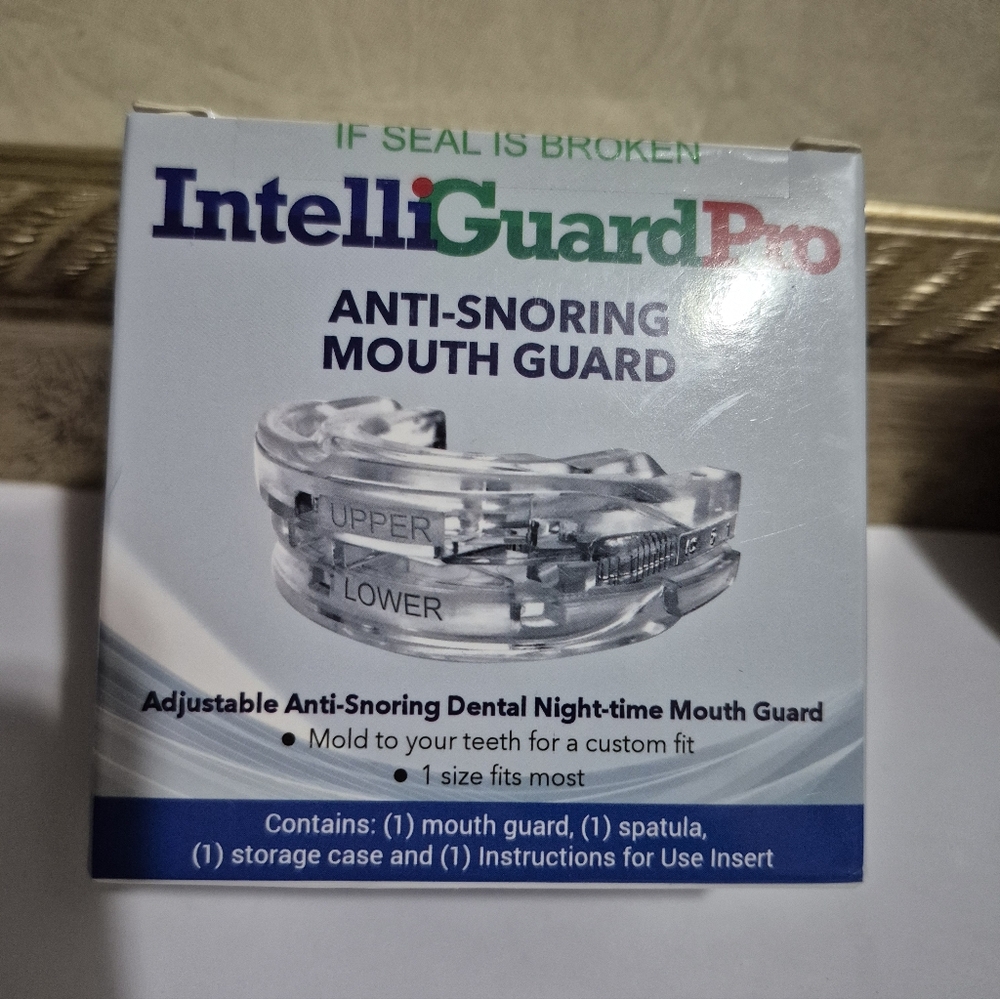 IF SEAL IS BROKEN
IntelliGuardPro
ANTI-SNORING
MOUTH GUARD
UPPER
LOWER
Adjustable Anti-Snoring Dental Night-time Mouth Guard
● Mold to your teeth for a custom fit
● 1 size fits most
Contains: (1) mouth guard, (1) spatula,
(1) storage case and (1) Instructions for Use Insert